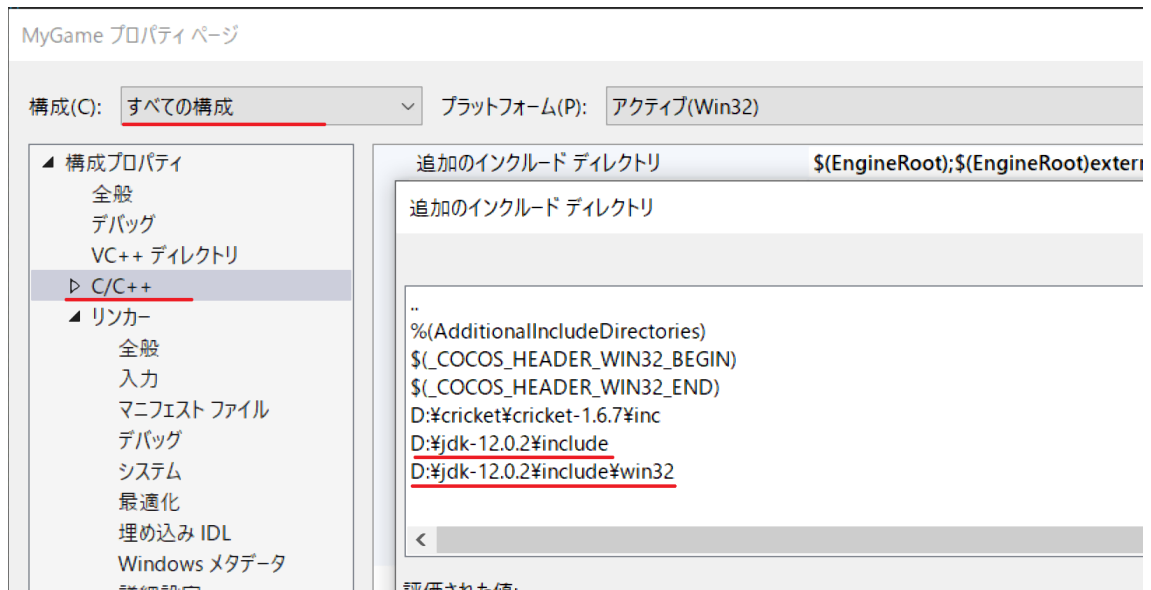 MyGame プロパティ ページ
構成(C): すべての構成 プラットフォーム(P): アクティブ(Win32)
構成プロパティ
全般
デバッグ
VC++ ディレクトリ
C/C++
リンカー
全般
入力
マニフェスト ファイル
デバッグ
システム
最適化
埋め込み IDL
Windows メタデータ
追加のインクルード ディレクトリ $(EngineRoot);$(EngineRoot)exter
追加のインクルード ディレクトリ
..
%(AdditionalIncludeDirectories)
$(_COCOS_HEADER_WIN32_BEGIN)
$(_COCOS_HEADER_WIN32_END)
D:¥cricket¥cricket-1.6.7¥inc
D:¥jdk-12.0.2¥include
D:¥jdk-12.0.2¥include¥win32